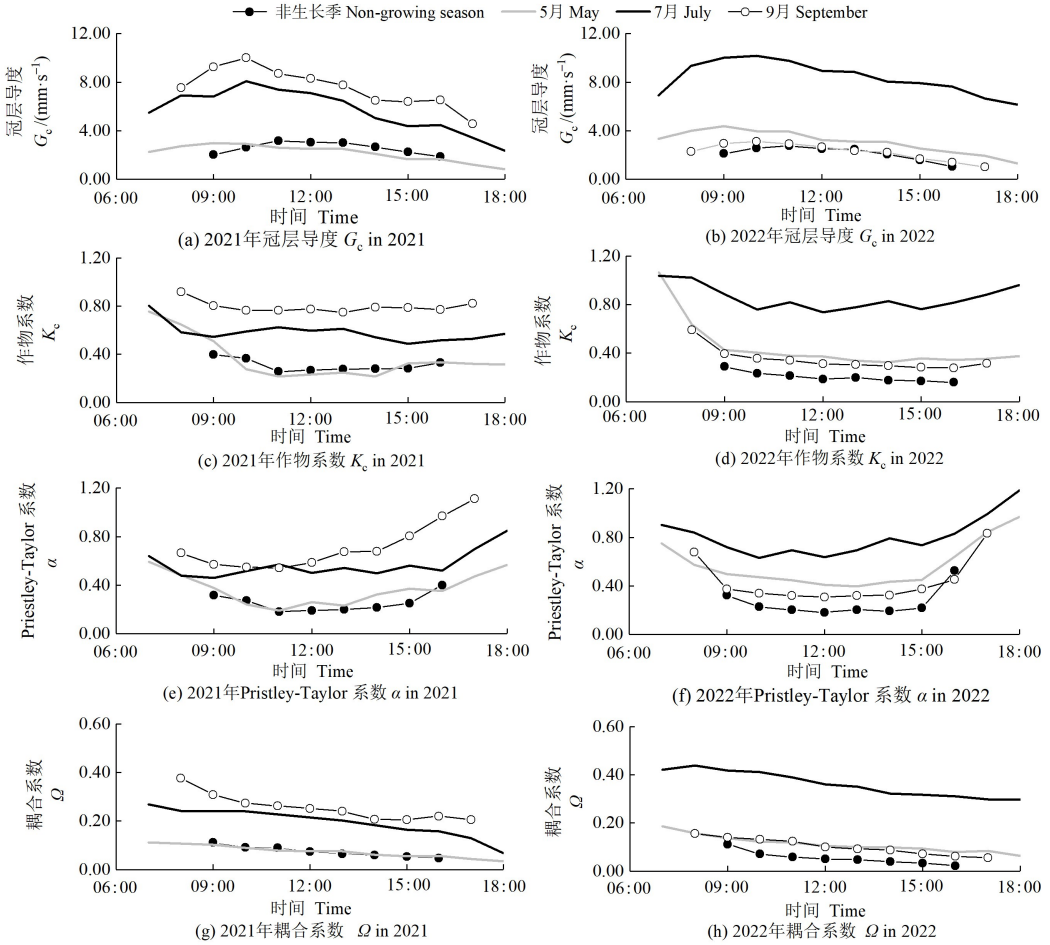 非生长季 Non-growing season 5月 May 7月 July 9月 September
冠层导度
Gc /(mm·s⁻¹)
12.00
8.00
4.00
0.00
06:00 09:00 12:00 15:00 18:00
时间 Time
(a) 2021年冠层导度 Gc in 2021
冠层导度
Gc /(mm·s⁻¹)
12.00
8.00
4.00
0.00
06:00 09:00 12:00 15:00 18:00
时间 Time
(b) 2022年冠层导度 Gc in 2022
作物系数
Kc
1.20
0.80
0.40
0.00
06:00 09:00 12:00 15:00 18:00
时间 Time
(c) 2021年作物系数 Kc in 2021
作物系数
Kc
1.20
0.80
0.40
0.00
06:00 09:00 12:00 15:00 18:00
时间 Time
(d) 2022年作物系数 Kc in 2022
Priestley-Taylor 系数
α
1.20
0.80
0.40
0.00
06:00 09:00 12:00 15:00 18:00
时间 Time
(e) 2021年Pristley-Taylor 系数 α in 2021
Priestley-Taylor 系数
α
1.20
0.80
0.40
0.00
06:00 09:00 12:00 15:00 18:00
时间 Time
(f) 2022年Pristley-Taylor 系数 α in 2022
耦合系数
Ω
0.60
0.40
0.20
0.00
06:00 09:00 12:00 15:00 18:00
时间 Time
(g) 2021年耦合系数 Ω in 2021
耦合系数
Ω
0.60
0.40
0.20
0.00
06:00 09:00 12:00 15:00 18:00
时间 Time
(h) 2022年耦合系数 Ω in 2022